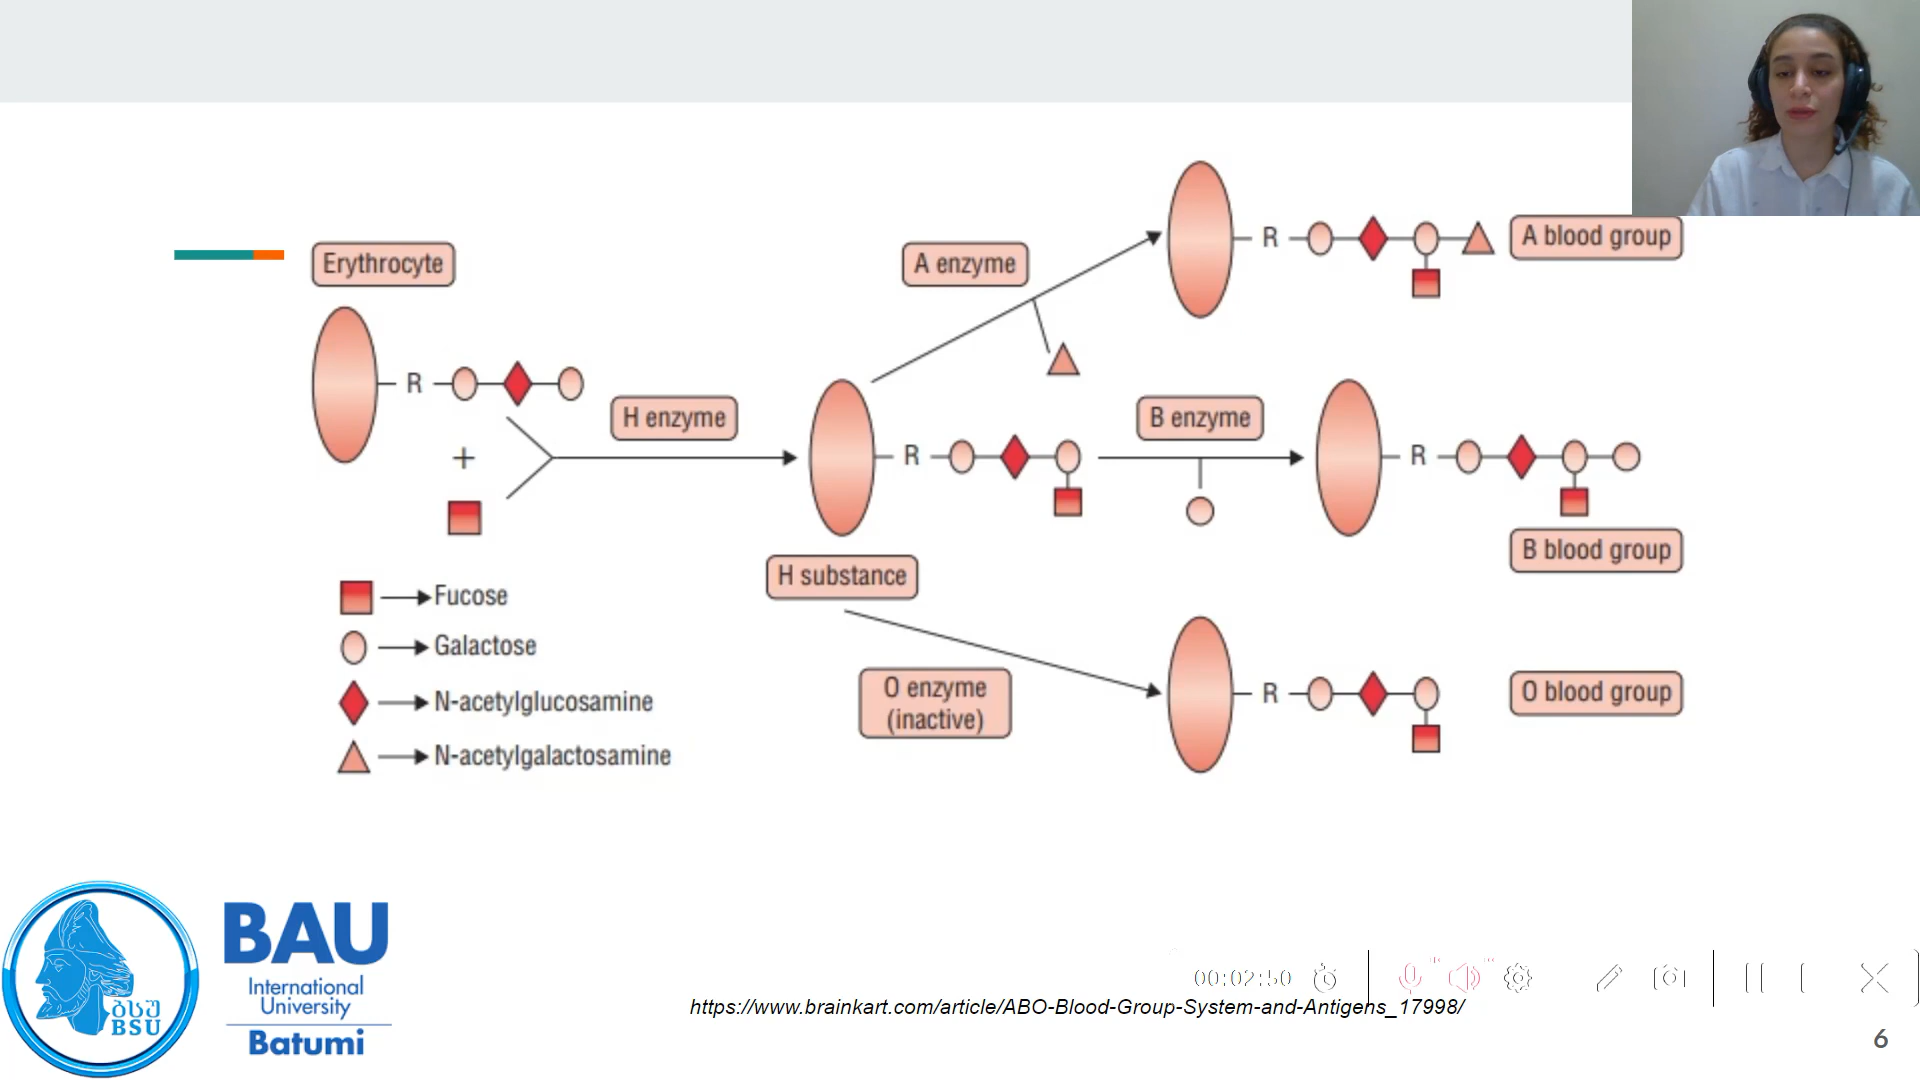 Erythrocyte
R
+
H enzyme
Fucose
Galactose
N-acetylglucosamine
N-acetylgalactosamine
R
H substance
A enzyme
R
A blood group
B enzyme
R
B blood group
O enzyme
(inactive)
R
O blood group
ბსუ
BSU
BAU
International
University
Batumi
00:02:50
https://www.brainkart.com/article/ABO-Blood-Group-System-and-Antigens_17998/
6